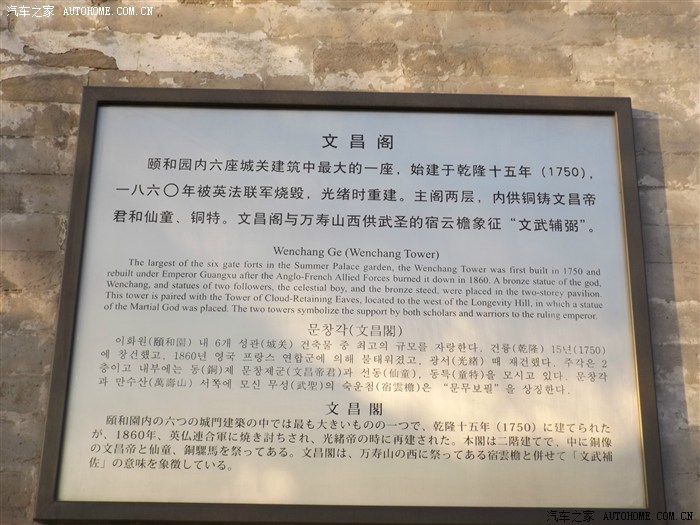 汽车之家 AUTOHOME.COM.CN
文昌阁
颐和园内六座城关建筑中最大的一座，始建于乾隆十五年（1750），
一八六〇年被英法联军烧毁，光绪时重建。主阁两层，内供铜铸文昌帝
君和仙童、铜特。文昌阁与万寿山西供武圣的宿云檐象征“文武辅弼”。
Wenchang Ge (Wenchang Tower)
The largest of the six gate forts in the Summer Palace garden, the Wenchang Tower was first built in 1750 and
rebuilt under Emperor Guangxu after the Anglo-French Allied Forces burned it down in 1860. A bronze statue of the god,
Wenchang, and statues of two followers, the celestial boy, and the bronze steed, were placed in the two-storey pavilion.
This tower is paired with the Tower of Cloud-Retaining Eaves, located to the west of the Longevity Hill, in which a statue
of the Martial God was placed. The two towers symbolize the support by both scholars and warriors to the ruling emperor.
문창각(文昌閣)
이화원(頤和園) 내 6개 성관(城关) 건축물 중 최고의 규모를 자랑한다. 건륭(乾隆) 15년(1750)
에 창건했고, 1860년 영국 프랑스 연합군에 의해 불태워졌고, 광서(光緒) 때 재건했다. 주각은 2
층이고 내부에는 동(銅)제 문창제군(文昌帝君)과 선동(仙童), 동특(童特)을 모시고 있다. 문창각
과 만수산(萬壽山) 서쪽에 모신 무성(武聖)의 숙운첨(宿雲檐)은 “문무보필”을 상징한다.
文昌閣
頤和園内の六つの城門建築の中では最も大きいものの一つで、乾隆十五年（1750）に建てられた
が、1860年、英仏連合軍に焼き討ちされ、光緒帝の時に再建された。本閣は二階建てで、中に銅像
の文昌帝と仙童、銅騾馬を祭ってある。文昌閣は、万寿山の西に祭ってある宿雲檐と併せて「文武補
佐」の意味を象徴している。
汽车之家 AUTOHOME.COM.CN